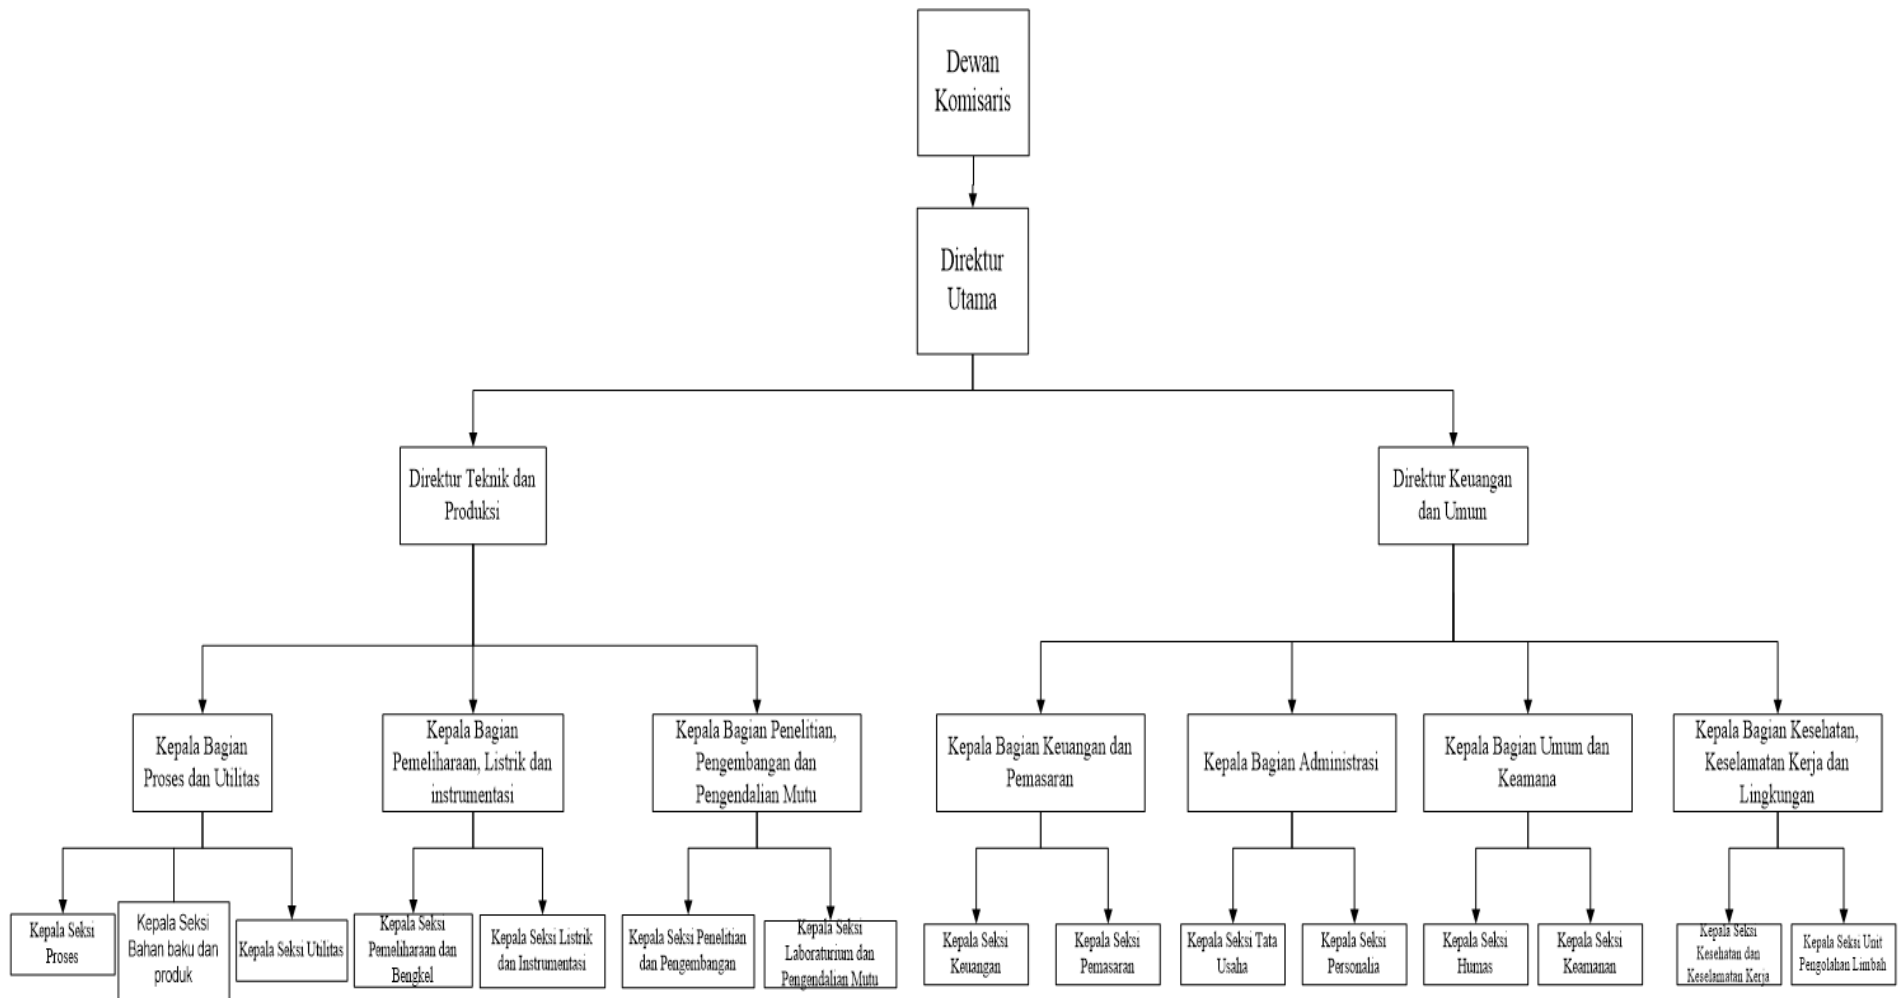 Dewan
Komisaris
Direktur
Utama
Direktur Teknik dan
Produksi
Direktur Keuangan
dan Umum
Kepala Bagian
Proses dan Utilitas
Kepala Bagian
Pemeliharaan, Listrik dan
instrumentasi
Kepala Bagian Penelitian,
Pengembangan dan
Pengendalian Mutu
Kepala Bagian Keuangan dan
Pemasaran
Kepala Bagian Administrasi
Kepala Bagian Umum dan
Keamana
Kepala Bagian Kesehatan,
Keselamatan Kerja dan
Lingkungan
Kepala Seksi
Proses
Kepala Seksi
Bahan baku dan
produk
Kepala Seksi Utilitas
Kepala Seksi
Pemeliharaan dan
Bengkel
Kepala Seksi Listrik
dan Instrumentasi
Kepala Seksi Penelitian
dan Pengembangan
Kepala Seksi
Laboraturium dan
Pengendalian Mutu
Kepala Seksi
Keuangan
Kepala Seksi
Pemasaran
Kepala Seksi Tata
Usaha
Kepala Seksi
Personalia
Kepala Seksi
Humas
Kepala Seksi
Keamanan
Kepala Seksi
Kesehatan dan
Keselamatan Kerja
Kepala Seksi Unit
Pengolahan Limbah